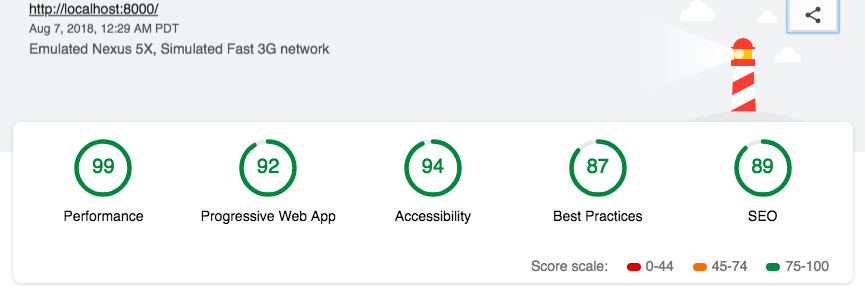 http://localhost:8000/
Aug 7, 2018, 12:29 AM PDT
Emulated Nexus 5X, Simulated Fast 3G network
99 92 94 87 89
Performance Progressive Web App Accessibility Best Practices SEO
Score scale: 0-44 45-74 75-100